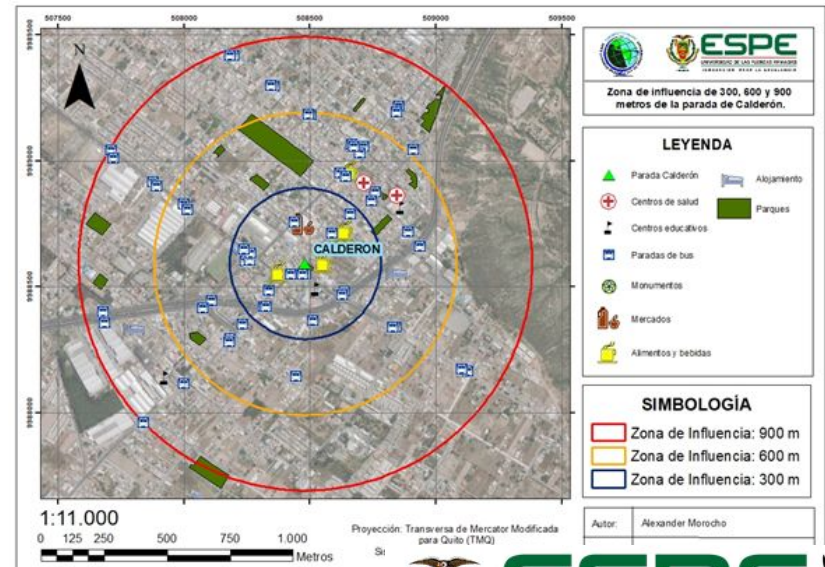 507500 508000 508500 509000 509500
9989500
9989000
9988500
9988000
N
CALDERON
ESPE
UNIVERSIDAD DE LAS FUERZAS ARMADAS
INNOVACIÓN PARA LA EXCELENCIA
Zona de influencia de 300, 600 y 900
metros de la parada de Calderón.
LEYENDA
Parada Calderón
Alojamiento
Centros de salud
Parques
Centros educativos
Paradas de bus
Monumentos
Mercados
Alimentos y bebidas
SIMBOLOGÍA
Zona de Influencia: 900 m
Zona de Influencia: 600 m
Zona de Influencia: 300 m
Autor: Alexander Morocho
1:11.000
0 125 250 500 750 1.000
Metros
Proyección: Transversa de Mercator Modificada
para Quito (TMQ)